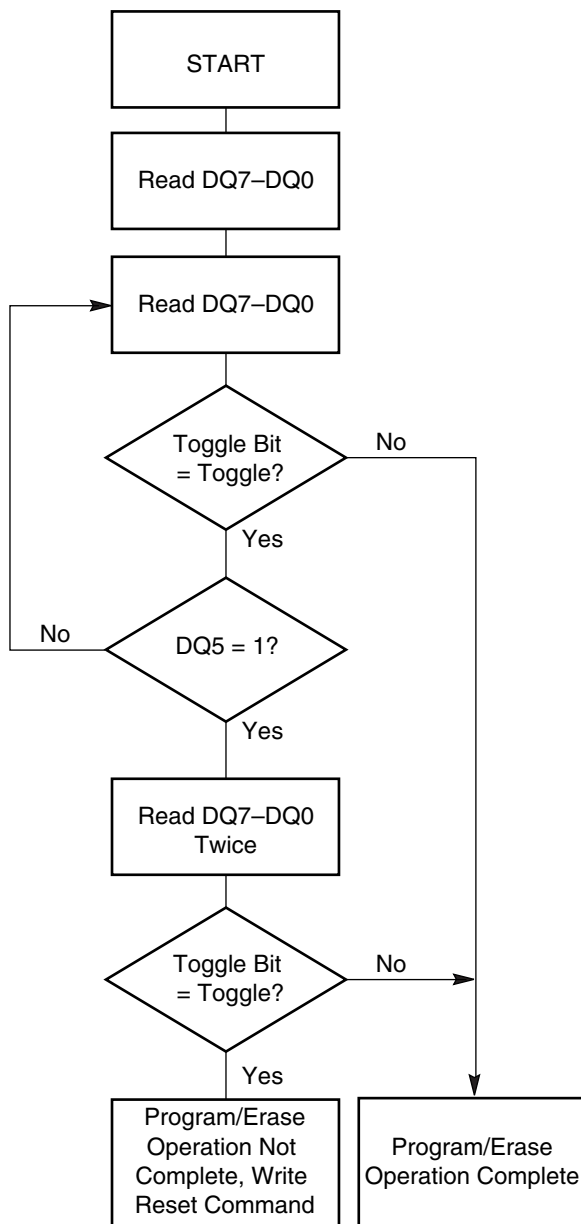 START
Read DQ7–DQ0
Read DQ7–DQ0
Toggle Bit
= Toggle?
No
Yes
No
DQ5 = 1?
Yes
Read DQ7–DQ0
Twice
Toggle Bit
= Toggle?
No
Yes
Program/Erase
Operation Not
Complete, Write
Reset Command
Program/Erase
Operation Complete